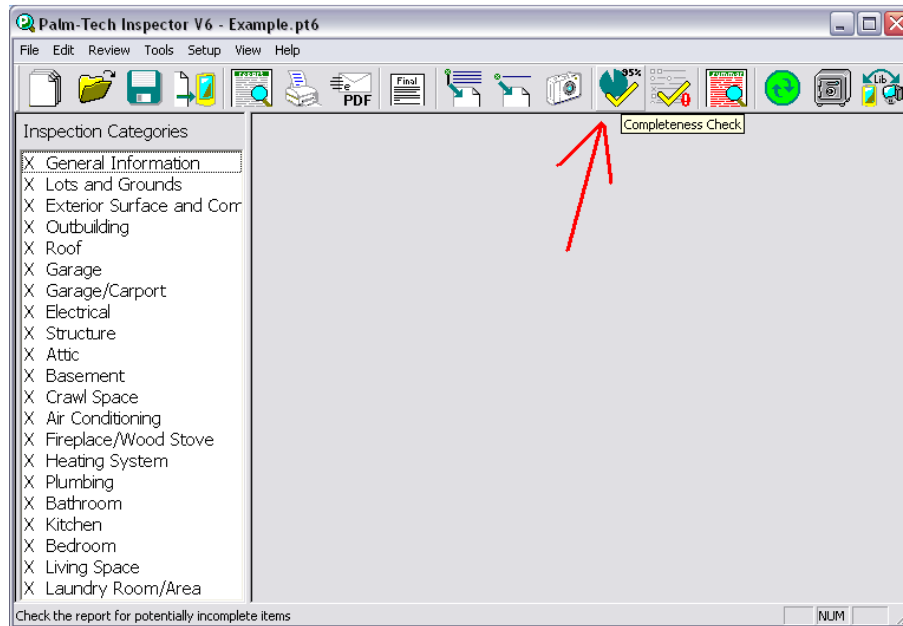 Palm-Tech Inspector V6 - Example.pt6
File Edit Review Tools Setup View Help
report
e
PDF
Final
95%
Lib
Completeness Check
Inspection Categories
X General Information
X Lots and Grounds
X Exterior Surface and Com
X Outbuilding
X Roof
X Garage
X Garage/Carport
X Electrical
X Structure
X Attic
X Basement
X Crawl Space
X Air Conditioning
X Fireplace/Wood Stove
X Heating System
X Plumbing
X Bathroom
X Kitchen
X Bedroom
X Living Space
X Laundry Room/Area
Check the report for potentially incomplete items
NUM